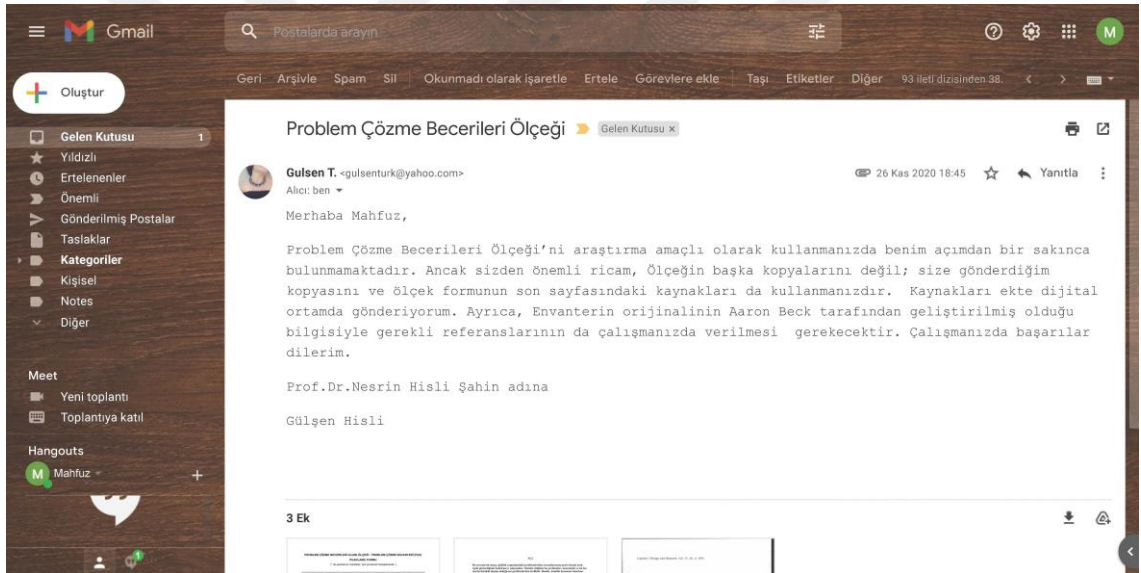 Gmail
Postalarda arayın
M
Oluştur
Geri Arşivle Spam Sil Okunmadı olarak işaretle Ertele Görevlere ekle Taşı Etiketler Diğer 93 ileti dizisinden 38.
Gelen Kutusu 1
Yıldızlı
Ertelenenler
Önemli
Gönderilmiş Postalar
Taslaklar
Kategoriler
Kişisel
Notes
Diğer
Meet
Yeni toplantı
Toplantıya katıl
Hangouts
M Mahfuz
Problem Çözme Becerileri Ölçeği Gelen Kutusu x
Gulsen T. <gulsenturk@yahoo.com> 26 Kas 2020 18:45 Yanıtla
Alıcı: ben
Merhaba Mahfuz,
Problem Çözme Becerileri Ölçeği’ni araştırma amaçlı olarak kullanmanızda benim açımdan bir sakınca
bulunmamaktadır. Ancak sizden önemli ricam, Ölçeğin başka kopyalarını değil; size gönderdiğim
kopyasını ve ölçek formunun son sayfasındaki kaynakları da kullanmanızdır. Kaynakları ekte dijital
ortamda gönderiyorum. Ayrıca, Envanterin orijinalinin Aaron Beck tarafından geliştirilmiş olduğu
bilgisiyle gerekli referanslarının da çalışmanızda verilmesi gerekecektir. Çalışmanızda başarılar
dilerim.
Prof.Dr.Nesrin Hisli Şahin adına
Gülşen Hisli
3 Ek